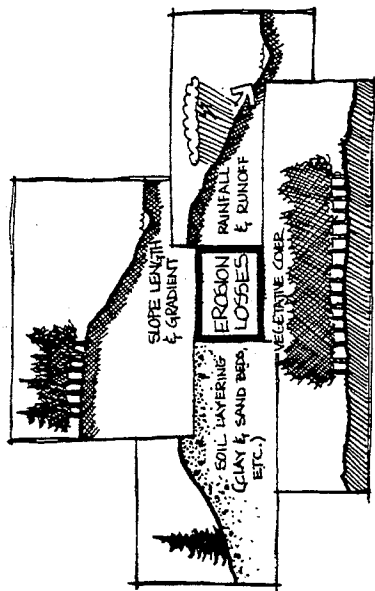 SLOPE LENGTH
& GRADIENT
RAINFALL
& RUNOFF
EROSION
LOSSES
SOIL LAYERING
(CLAY & SAND BEDS,
ETC.)
VEGETATIVE COVER